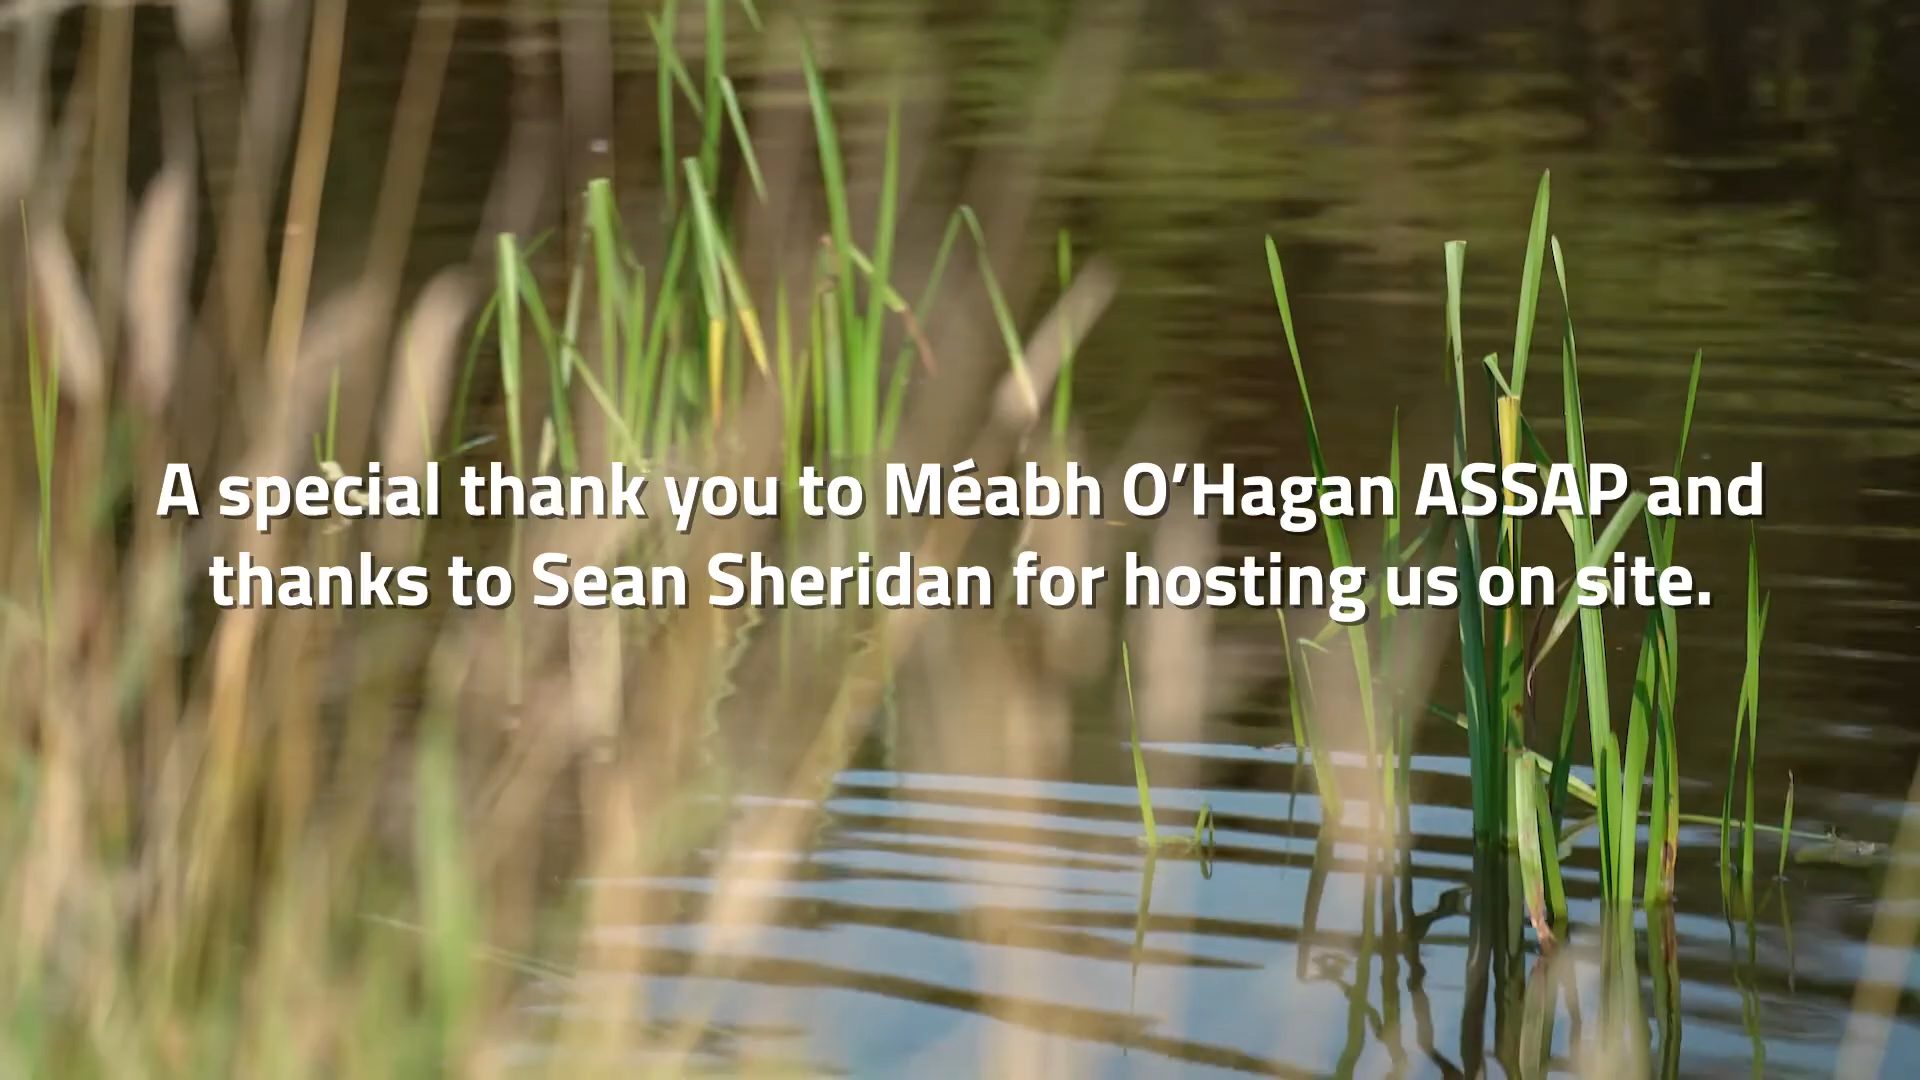 A special thank you to Méabh O’Hagan ASSAP and
thanks to Sean Sheridan for hosting us on site.